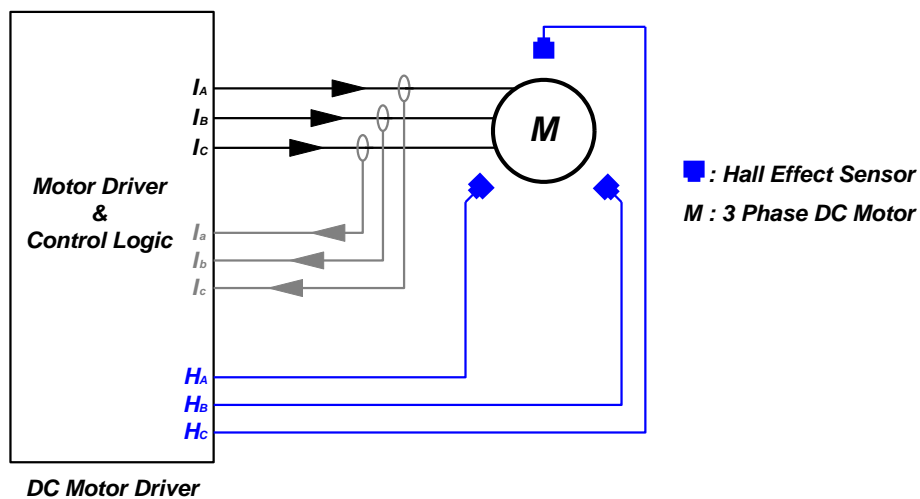 IA
IB
IC
M
Motor Driver
&
Control Logic
Ia
Ib
Ic
: Hall Effect Sensor
M : 3 Phase DC Motor
HA
HB
HC
DC Motor Driver